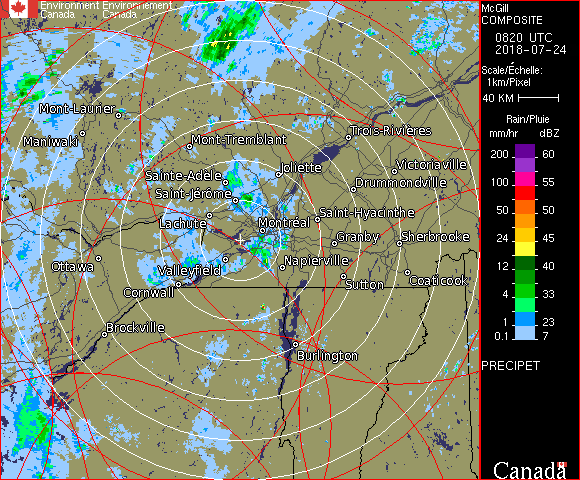 Environment Environnement
Canada Canada
McGill
COMPOSITE
0820 UTC
2018-07-24
Scale/Échelle:
1km/Pixel
40 KM
Rain/Pluie
mm/hr dBZ
200 60
100 55
50 50
24 45
12 40
4 33
1 23
0.1 7
PRECIPET
Canada
Mont-Laurier
Maniwaki
Mont-Tremblant
Trois-Rivières
Joliette
Victoriaville
Sainte-Adèle
Drummondville
Saint-Jérôme
Saint-Hyacinthe
Lachute
Montréal
Granby
Sherbrooke
Ottawa
Valleyfield
Napierville
Cornwall
Sutton
Coaticook
Brockville
Burlington